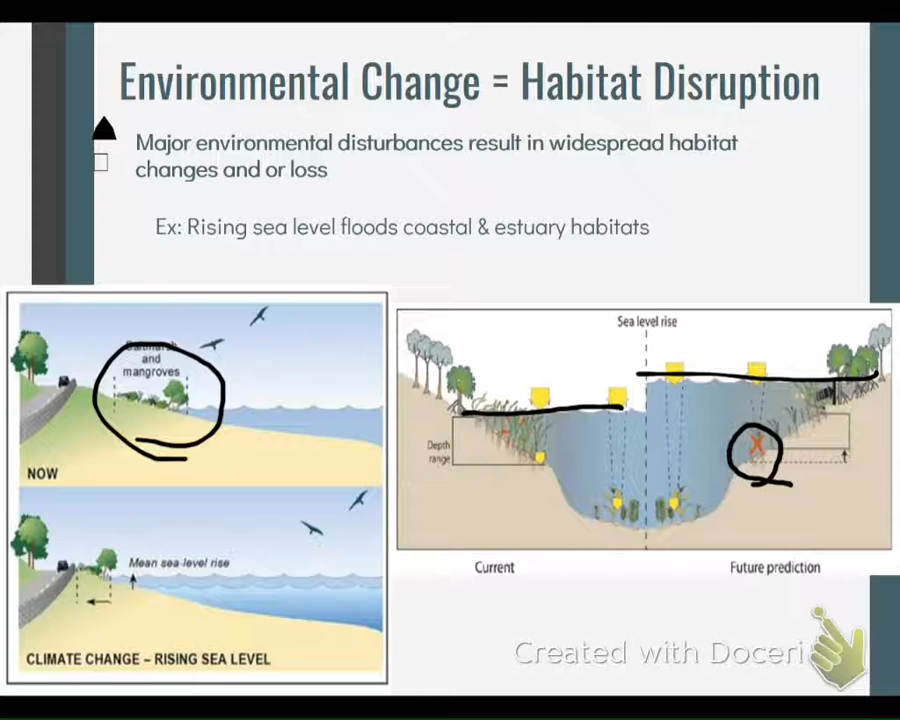 Environmental Change = Habitat Disruption
Major environmental disturbances result in widespread habitat
changes and or loss
Ex: Rising sea level floods coastal & estuary habitats
and
mangroves
NOW
Mean sea-level rise
CLIMATE CHANGE – RISING SEA LEVEL
Sea level rise
Depth
range
Current
Future prediction
Created with Doceri